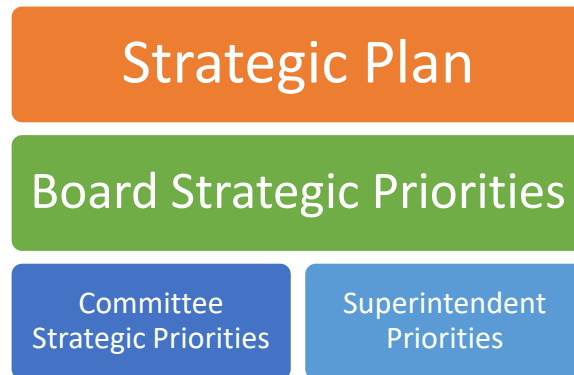 Strategic Plan
Board Strategic Priorities
Committee
Strategic Priorities
Superintendent
Priorities